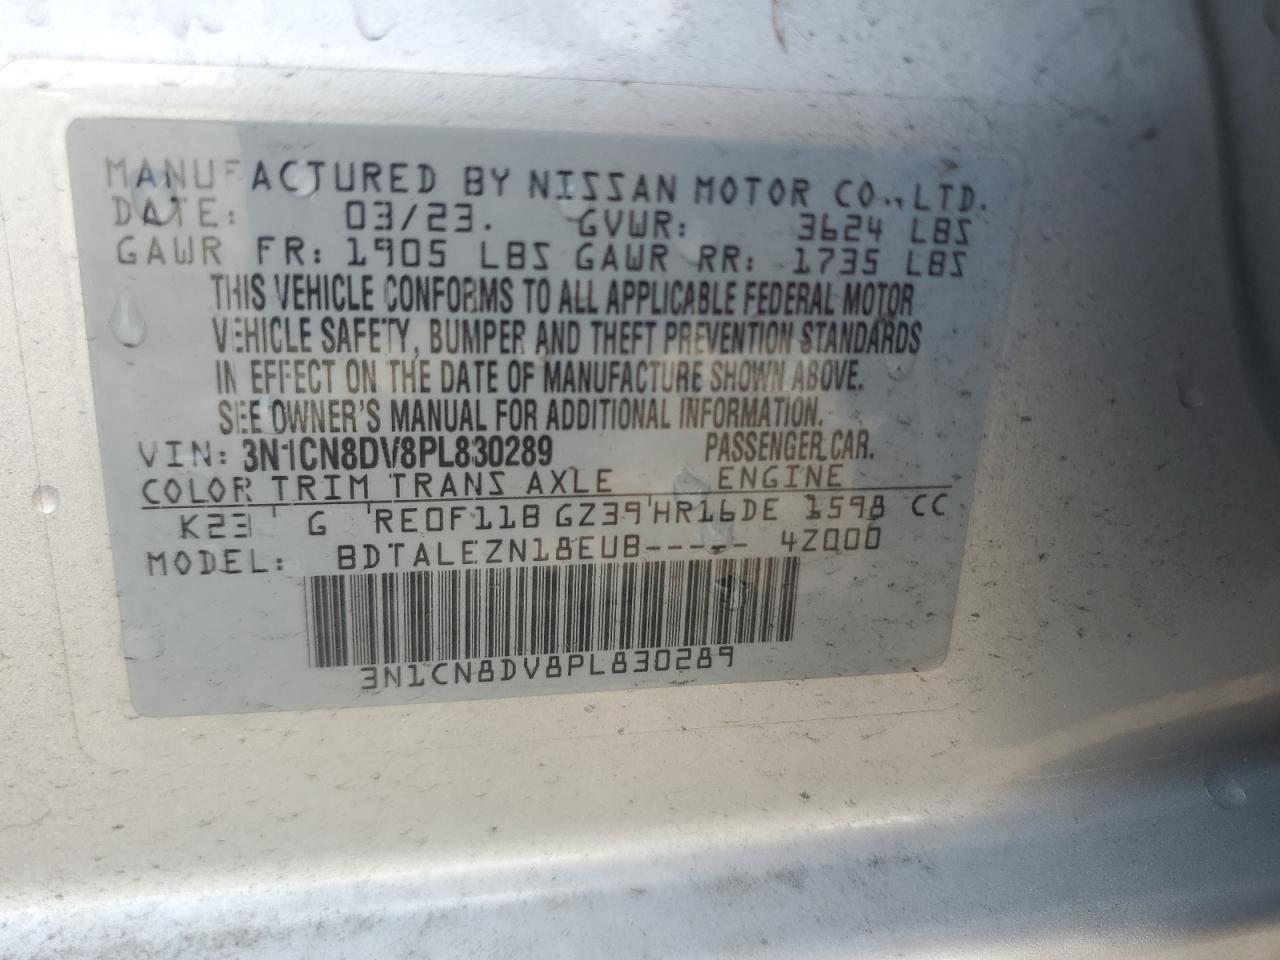 MANUFACTURED BY NISSAN MOTOR CO., LTD.
DATE: 03/23. GVWR: 3624 LBS
GAWR FR: 1905 LBS GAWR RR: 1735 LBS
THIS VEHICLE CONFORMS TO ALL APPLICABLE FEDERAL MOTOR
VEHICLE SAFETY, BUMPER AND THEFT PREVENTION STANDARDS
IN EFFECT ON THE DATE OF MANUFACTURE SHOWN ABOVE.
SEE OWNER'S MANUAL FOR ADDITIONAL INFORMATION.
VIN: 3N1CN8DV8PL830289 PASSENGER CAR.
COLOR TRIM TRANS AXLE ENGINE
K23 ' G 'RE0F11B GZ39'HR16DE 1598 CC
MODEL: BDTALEZN18EUB----- 4Z000
3N1CN8DV8PL830289